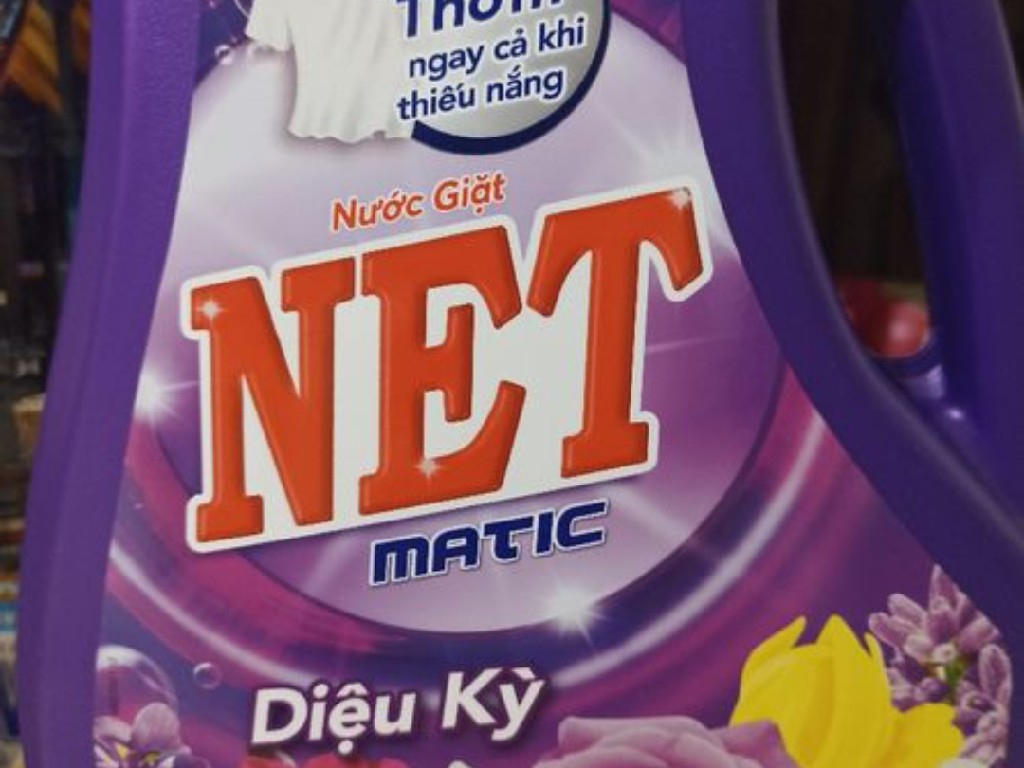 Thơm
ngay cả khi
thiếu nắng
Nước Giặt
NET
MATIC
Diệu Kỳ